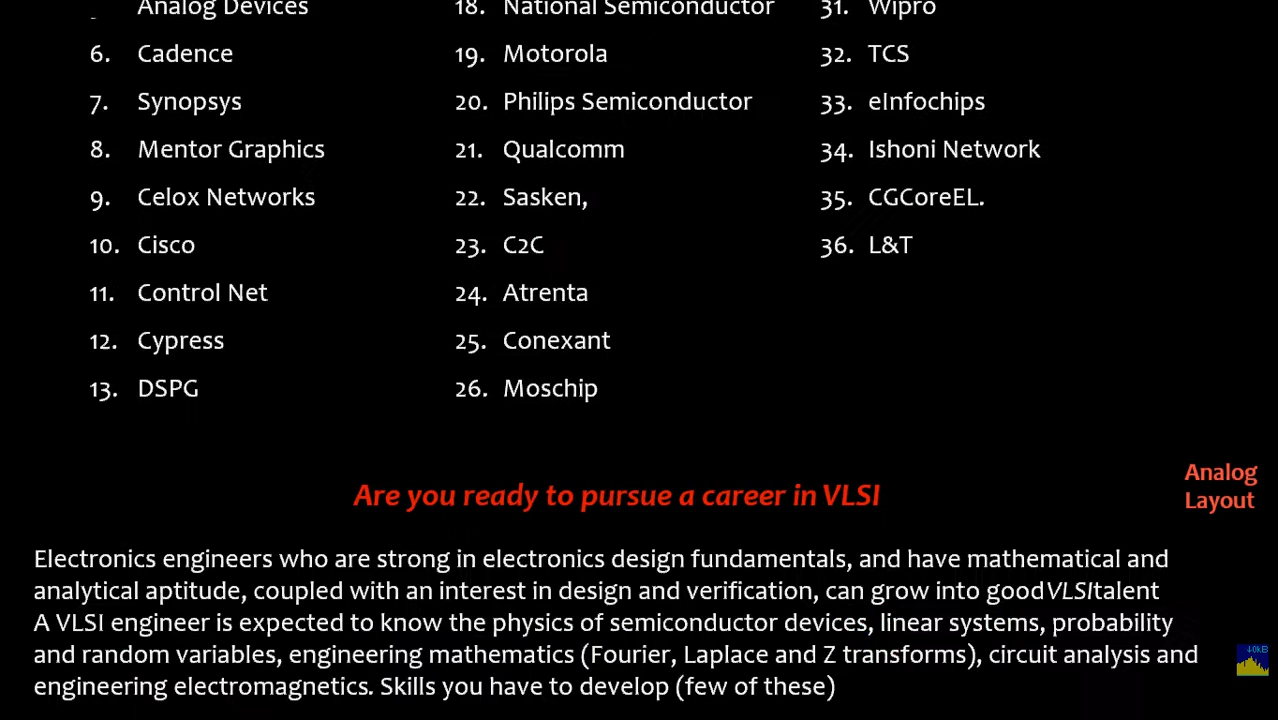 Analog Devices
6. Cadence
7. Synopsys
8. Mentor Graphics
9. Celox Networks
10. Cisco
11. Control Net
12. Cypress
13. DSPG
18. National Semiconductor
19. Motorola
20. Philips Semiconductor
21. Qualcomm
22. Sasken,
23. C2C
24. Atrenta
25. Conexant
26. Moschip
31. Wipro
32. TCS
33. eInfochips
34. Ishoni Network
35. CGCoreEL.
36. L&T
Are you ready to pursue a career in VLSI
Analog
Layout
Electronics engineers who are strong in electronics design fundamentals, and have mathematical and
analytical aptitude, coupled with an interest in design and verification, can grow into good VLSI talent
A VLSI engineer is expected to know the physics of semiconductor devices, linear systems, probability
and random variables, engineering mathematics (Fourier, Laplace and Z transforms), circuit analysis and
engineering electromagnetics. Skills you have to develop (few of these)